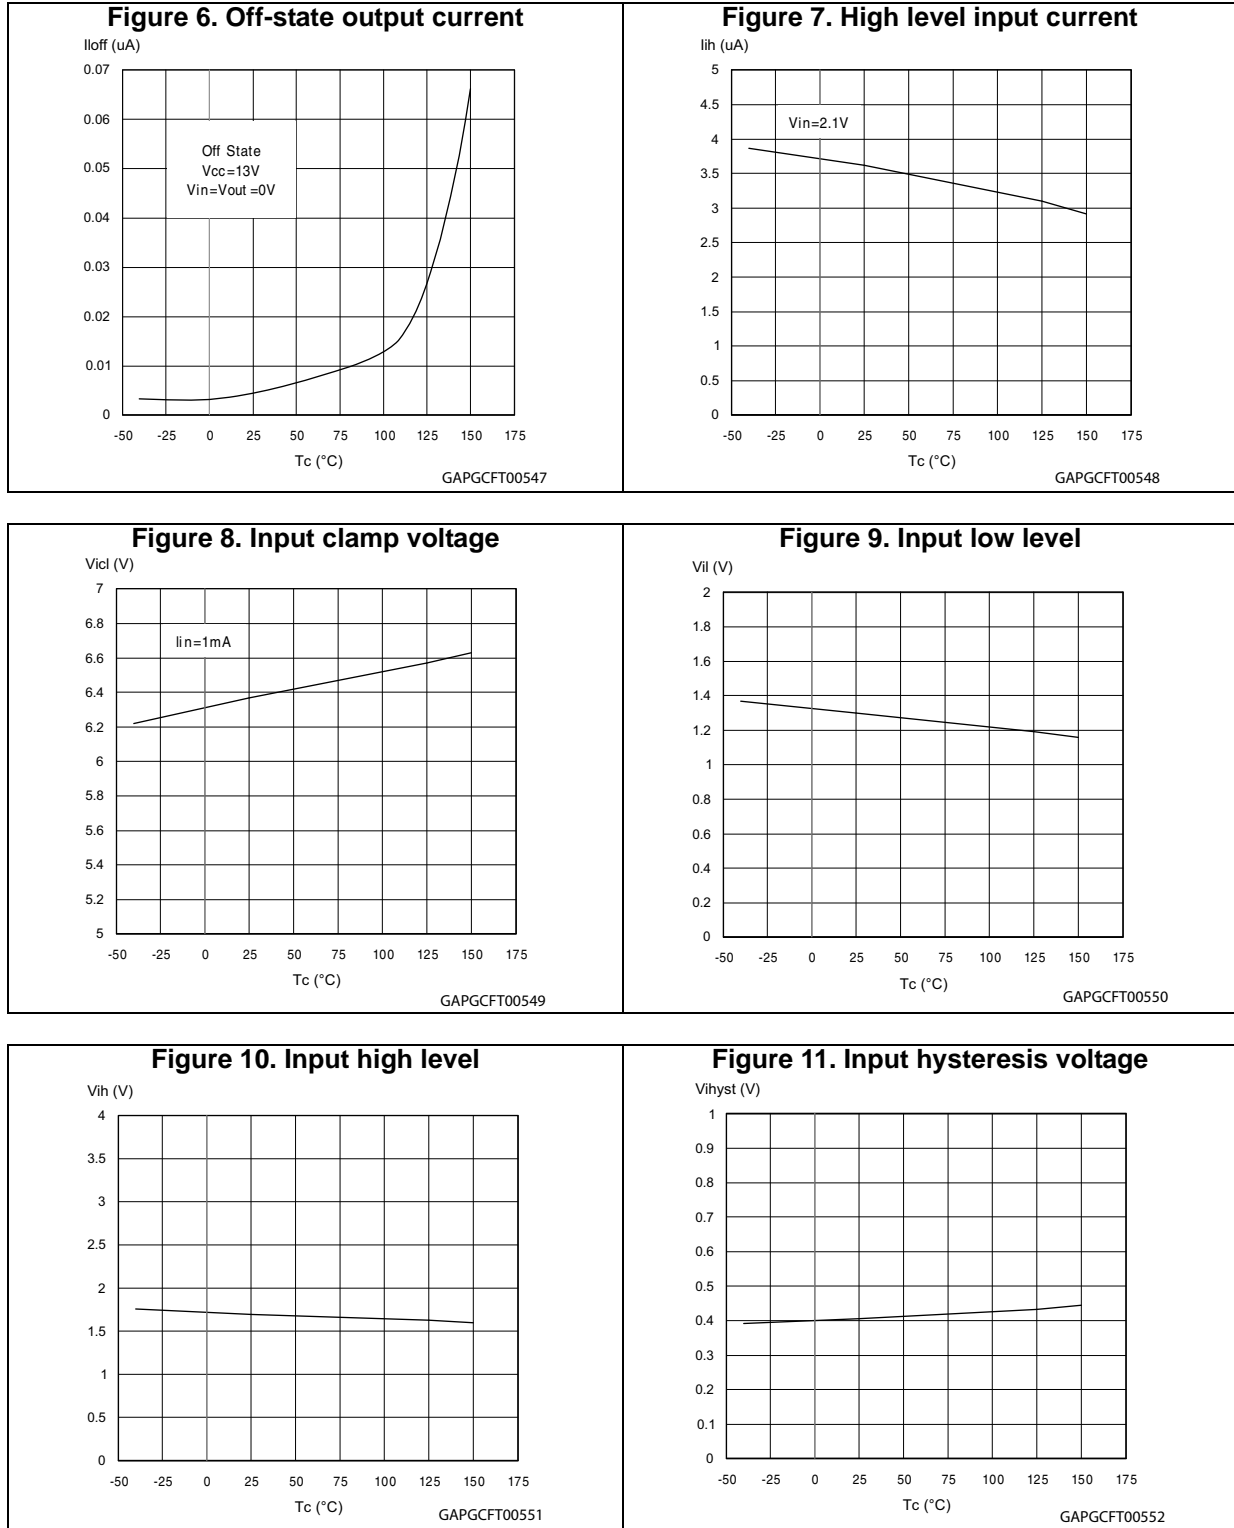 Figure 6. Off-state output current
Iloff (uA)
0.07
0.06
0.05
0.04
0.03
0.02
0.01
0
Off State
Vcc=13V
Vin=Vout=0V
-50 -25 0 25 50 75 100 125 150 175
Tc (°C)
GAPGCFT00547
Figure 7. High level input current
Iih (uA)
5
4.5
4
3.5
3
2.5
2
1.5
1
0.5
0
Vin=2.1V
-50 -25 0 25 50 75 100 125 150 175
Tc (°C)
GAPGCFT00548
Figure 8. Input clamp voltage
Vicl (V)
7
6.8
6.6
6.4
6.2
6
5.8
5.6
5.4
5.2
5
Iin=1mA
-50 -25 0 25 50 75 100 125 150 175
Tc (°C)
GAPGCFT00549
Figure 9. Input low level
Vil (V)
2
1.8
1.6
1.4
1.2
1
0.8
0.6
0.4
0.2
0
-50 -25 0 25 50 75 100 125 150 175
Tc (°C)
GAPGCFT00550
Figure 10. Input high level
Vih (V)
4
3.5
3
2.5
2
1.5
1
0.5
0
-50 -25 0 25 50 75 100 125 150 175
Tc (°C)
GAPGCFT00551
Figure 11. Input hysteresis voltage
Vihyst (V)
1
0.9
0.8
0.7
0.6
0.5
0.4
0.3
0.2
0.1
0
-50 -25 0 25 50 75 100 125 150 175
Tc (°C)
GAPGCFT00552